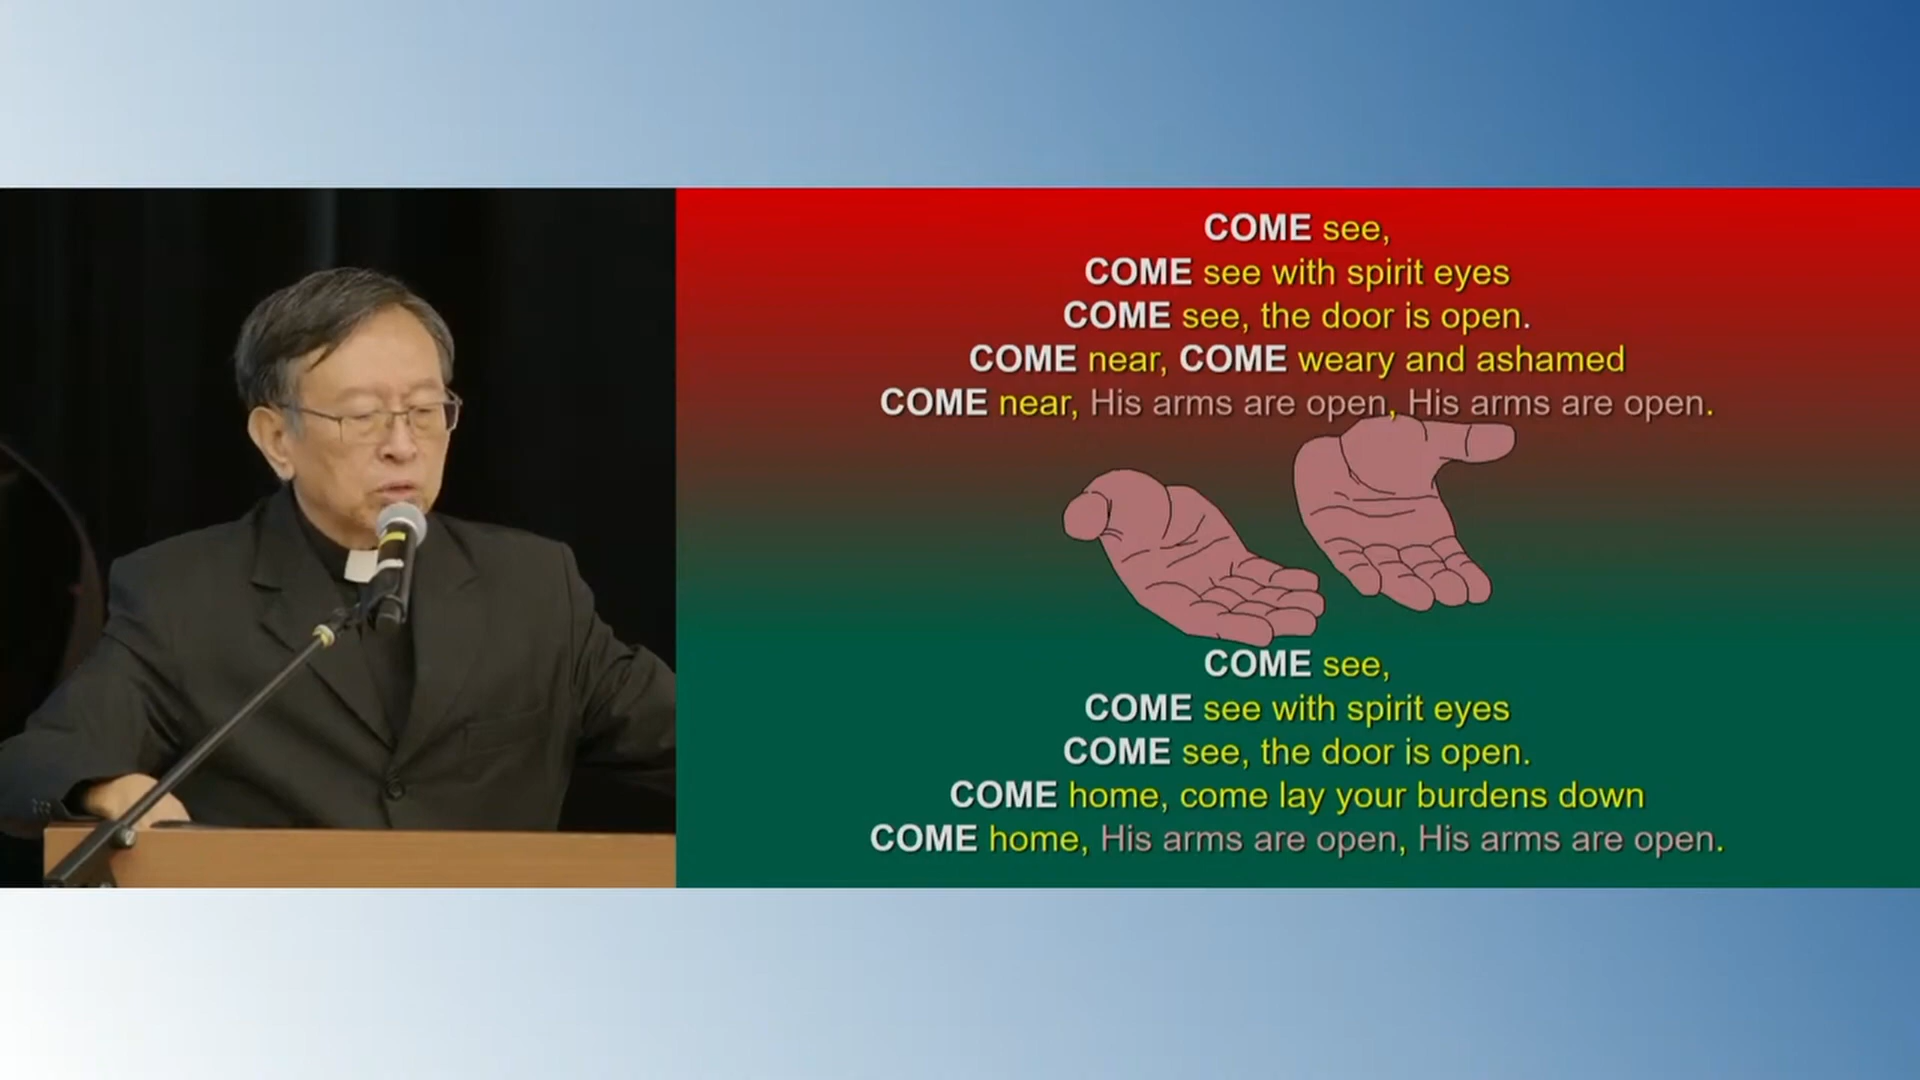 COME see,
COME see with spirit eyes
COME see, the door is open.
COME near, COME weary and ashamed
COME near, His arms are open, His arms are open.
COME see,
COME see with spirit eyes
COME see, the door is open.
COME home, come lay your burdens down
COME home, His arms are open, His arms are open.